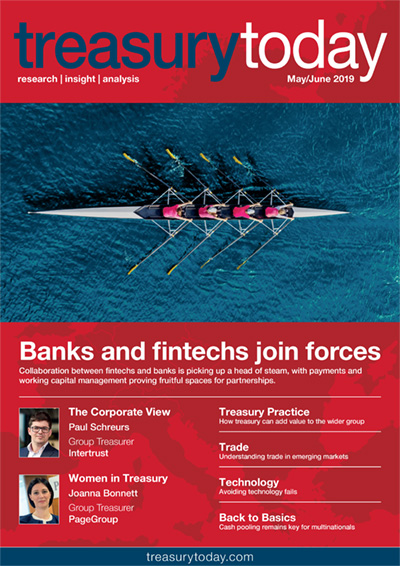 treasurytoday
research | insight | analysis
May/June 2019
Banks and fintechs join forces
Collaboration between fintechs and banks is picking up a head of steam, with payments and
working capital management proving fruitful spaces for partnerships.
The Corporate View
Paul Schreurs
Group Treasurer
Intertrust
Women in Treasury
Joanna Bonnett
Group Treasurer
PageGroup
Treasury Practice
How treasury can add value to the wider group
Trade
Understanding trade in emerging markets
Technology
Avoiding technology fails
Back to Basics
Cash pooling remains key for multinationals
treasurytoday.com